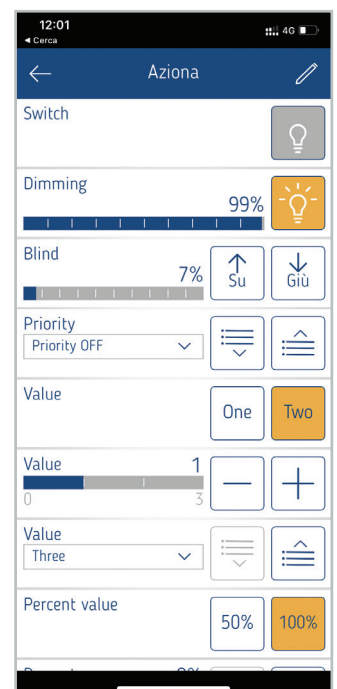 12:01
4G
◀ Cerca
Aziona
Switch
Dimming
99%
Blind
7%
Su
Giù
Priority
Priority OFF
Value
One
Two
Value
1
0
3
Value
Three
Percent value
50%
100%